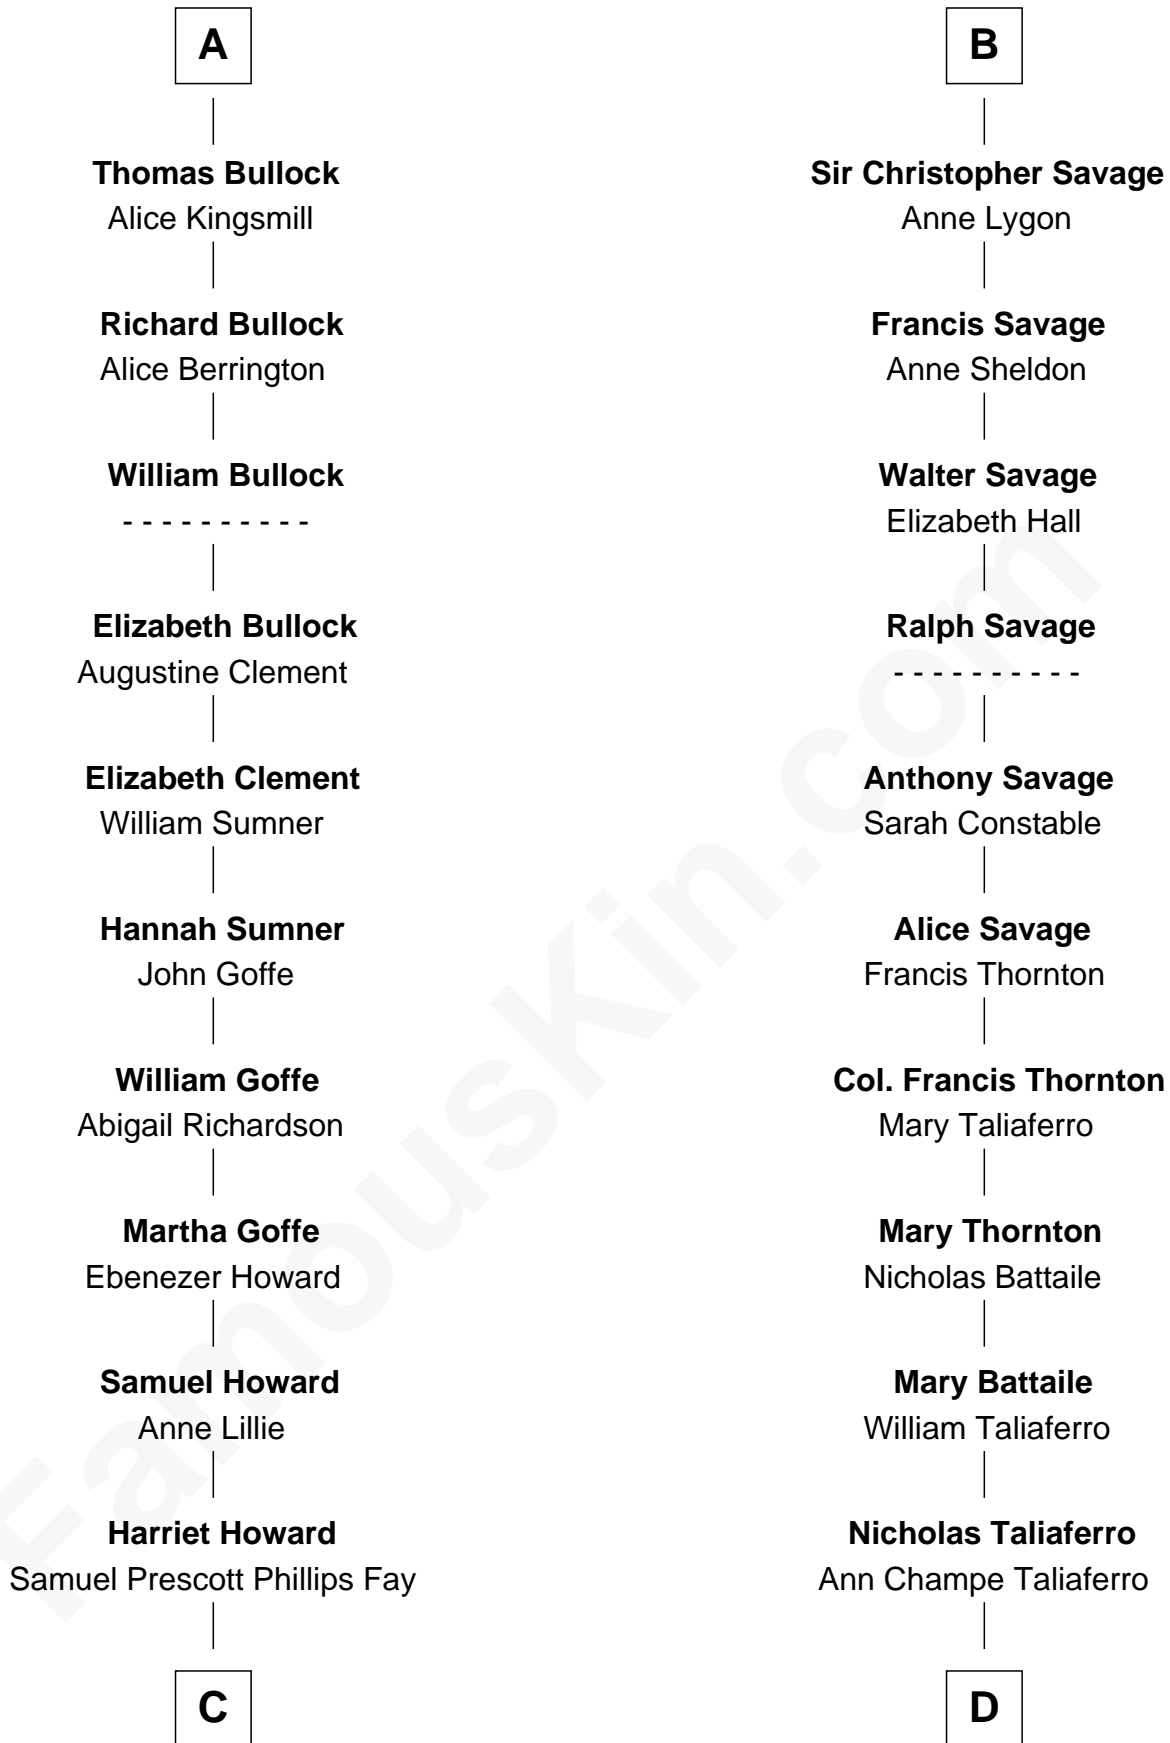 A
Thomas Bullock
Alice Kingsmill
Richard Bullock
Alice Berrington
William Bullock
- - - - - - - - - -
Elizabeth Bullock
Augustine Clement
Elizabeth Clement
William Sumner
Hannah Sumner
John Goffe
William Goffe
Abigail Richardson
Martha Goffe
Ebenezer Howard
Samuel Howard
Anne Lillie
Harriet Howard
Samuel Prescott Phillips Fay
C
B
Sir Christopher Savage
Anne Lygon
Francis Savage
Anne Sheldon
Walter Savage
Elizabeth Hall
Ralph Savage
- - - - - - - - - -
Anthony Savage
Sarah Constable
Alice Savage
Francis Thornton
Col. Francis Thornton
Mary Taliaferro
Mary Thornton
Nicholas Battaile
Mary Battaile
William Taliaferro
Nicholas Taliaferro
Ann Champe Taliaferro
D
FamousKin.com